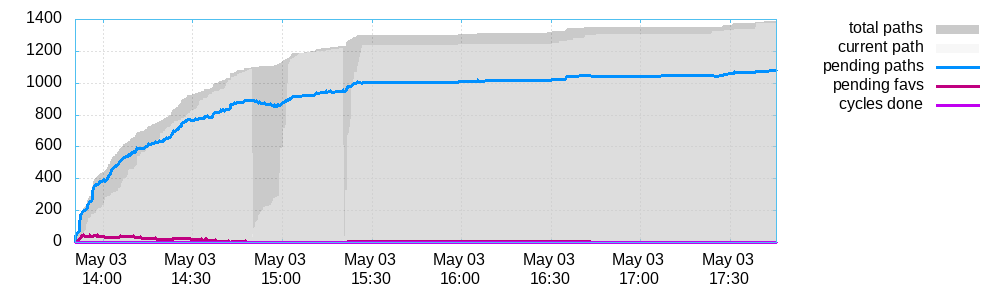 1400
1200
1000
800
600
400
200
0
May 03 May 03 May 03 May 03 May 03 May 03 May 03 May 03
14:00 14:30 15:00 15:30 16:00 16:30 17:00 17:30
total paths
current path
pending paths
pending favs
cycles done